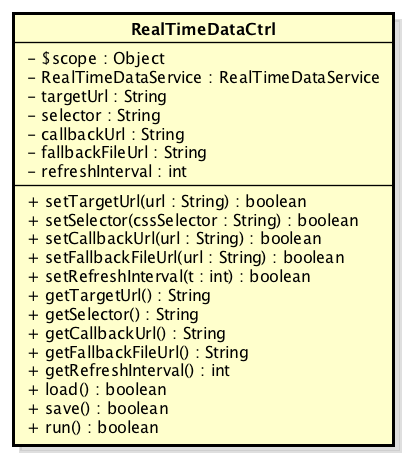 RealTimeDataCtrl
- $scope : Object
- RealTimeDataService : RealTimeDataService
- targetUrl : String
- selector : String
- callbackUrl : String
- fallbackFileUrl : String
- refreshInterval : int
+ setTargetUrl(url : String) : boolean
+ setSelector(cssSelector : String) : boolean
+ setCallbackUrl(url : String) : boolean
+ setFallbackFileUrl(url : String) : boolean
+ setRefreshInterval(t : int) : boolean
+ getTargetUrl() : String
+ getSelector() : String
+ getCallbackUrl() : String
+ getFallbackFileUrl() : String
+ getRefreshInterval() : int
+ load() : boolean
+ save() : boolean
+ run() : boolean